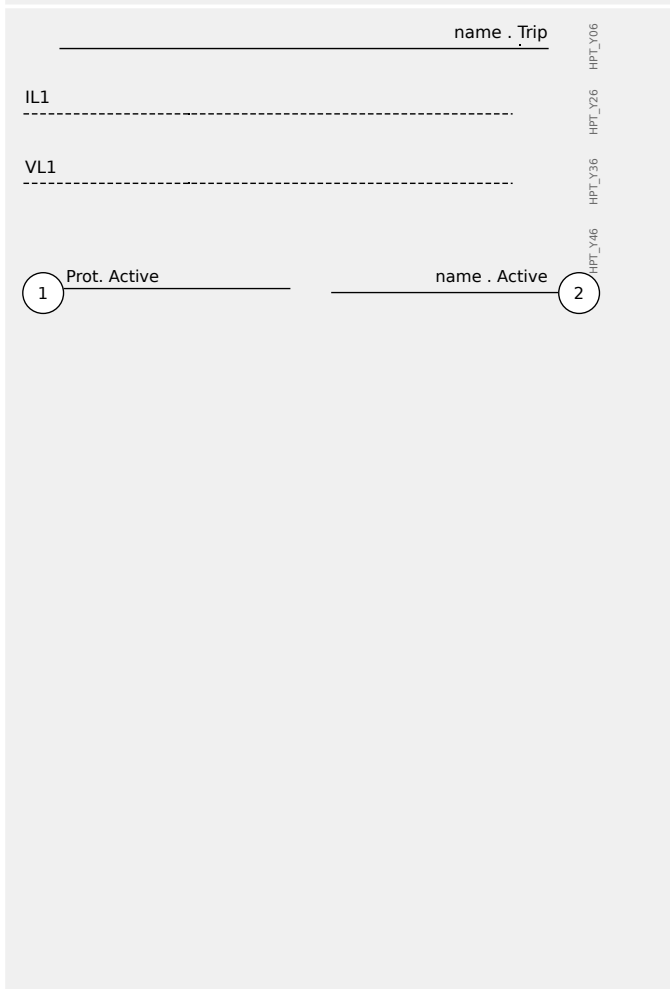 name . Trip
HPT_Y06
IL1
HPT_Y26
VL1
HPT_Y36
HPT_Y46
1
Prot. Active
name . Active
2